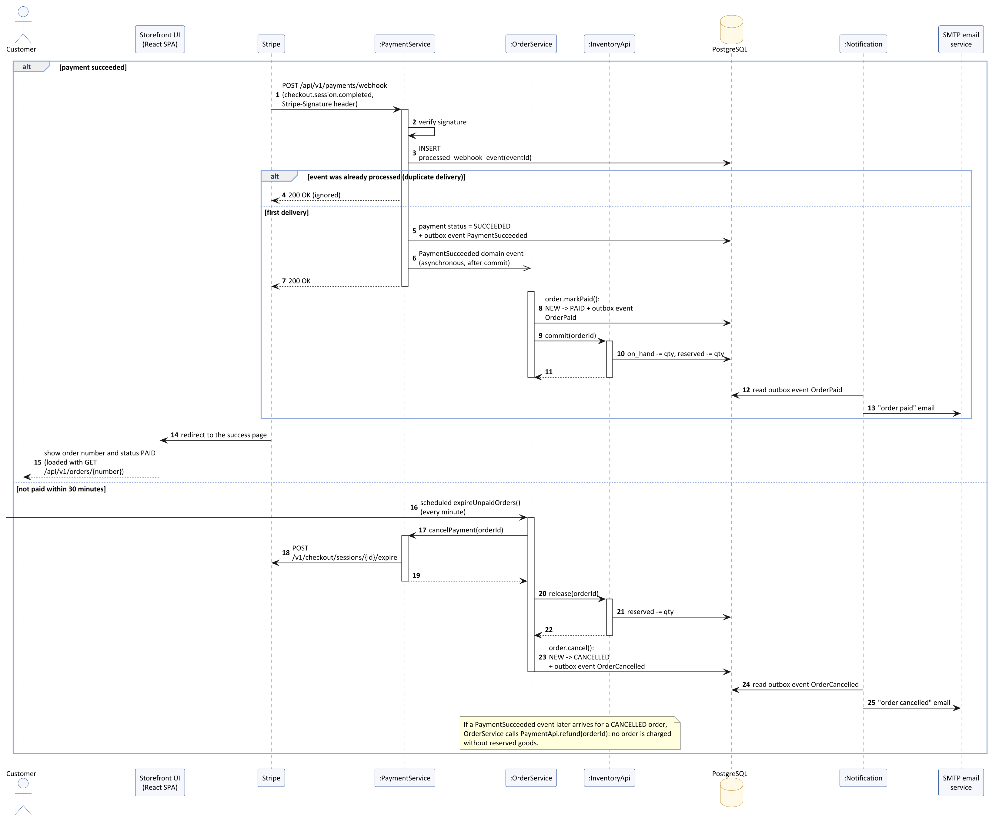 Customer
Storefront UI
(React SPA)
Stripe
:PaymentService
:OrderService
:InventoryApi
PostgreSQL
:Notification
SMTP email
service
alt
[payment succeeded]
1
POST /api/v1/payments/webhook
(checkout.session.completed,
Stripe-Signature header)
2 verify signature
3
INSERT
processed_webhook_event(eventId)
alt
[event was already processed (duplicate delivery)]
4 200 OK (ignored)
[first delivery]
5
payment status = SUCCEEDED
+ outbox event PaymentSucceeded
6
PaymentSucceeded domain event
(asynchronous, after commit)
7 200 OK
8
order.markPaid():
NEW -> PAID + outbox event
OrderPaid
9 commit(orderId)
10 on_hand -= qty, reserved -= qty
11
12 read outbox event OrderPaid
13 "order paid" email
14 redirect to the success page
15
show order number and status PAID
(loaded with GET
/api/v1/orders/{number})
[not paid within 30 minutes]
16
scheduled expireUnpaidOrders()
(every minute)
17 cancelPayment(orderId)
18
POST
/v1/checkout/sessions/{id}/expire
19
20 release(orderId)
21 reserved -= qty
22
23
order.cancel():
NEW -> CANCELLED
+ outbox event OrderCancelled
24 read outbox event OrderCancelled
25 "order cancelled" email
If a PaymentSucceeded event later arrives for a CANCELLED order,
OrderService calls PaymentApi.refund(orderId): no order is charged
without reserved goods.
Customer
Storefront UI
(React SPA)
Stripe
:PaymentService
:OrderService
:InventoryApi
PostgreSQL
:Notification
SMTP email
service